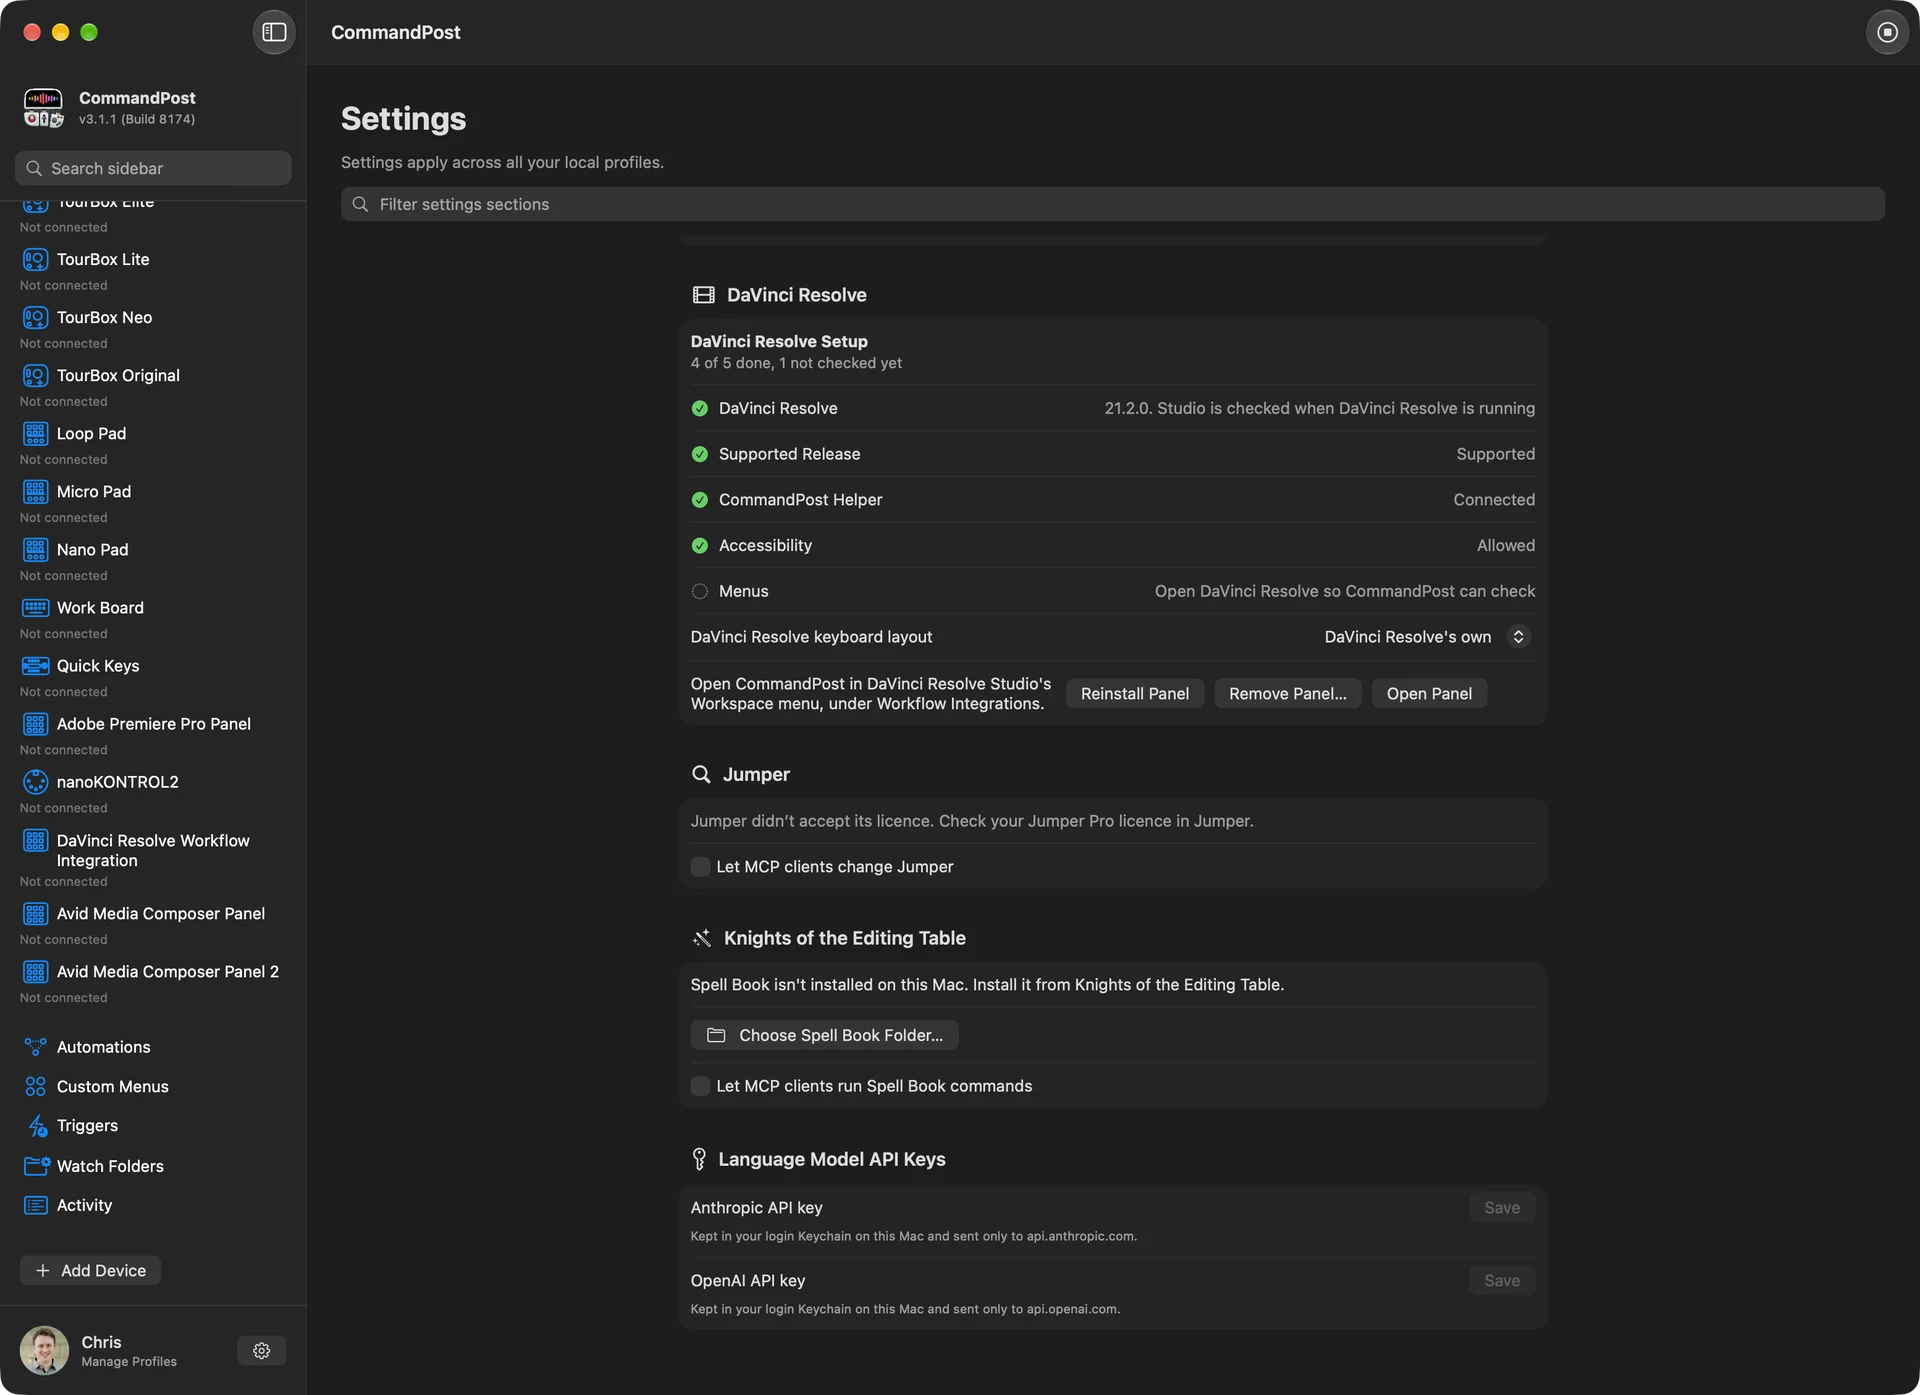 CommandPost
CommandPost
v3.1.1 (Build 8174)
Search sidebar
TourBox Elite
Not connected
TourBox Lite
Not connected
TourBox Neo
Not connected
TourBox Original
Not connected
Loop Pad
Not connected
Micro Pad
Not connected
Nano Pad
Not connected
Work Board
Not connected
Quick Keys
Not connected
Adobe Premiere Pro Panel
Not connected
nanoKONTROL2
Not connected
DaVinci Resolve Workflow
Integration
Not connected
Avid Media Composer Panel
Not connected
Avid Media Composer Panel 2
Not connected
Automations
Custom Menus
Triggers
Watch Folders
Activity
Add Device
Chris
Manage Profiles
Settings
Settings apply across all your local profiles.
Filter settings sections
DaVinci Resolve
DaVinci Resolve Setup
4 of 5 done, 1 not checked yet
DaVinci Resolve 21.2.0. Studio is checked when DaVinci Resolve is running
Supported Release Supported
CommandPost Helper Connected
Accessibility Allowed
Menus Open DaVinci Resolve so CommandPost can check
DaVinci Resolve keyboard layout DaVinci Resolve's own
Open CommandPost in DaVinci Resolve Studio's
Workspace menu, under Workflow Integrations.
Reinstall Panel Remove Panel... Open Panel
Jumper
Jumper didn’t accept its licence. Check your Jumper Pro licence in Jumper.
Let MCP clients change Jumper
Knights of the Editing Table
Spell Book isn't installed on this Mac. Install it from Knights of the Editing Table.
Choose Spell Book Folder...
Let MCP clients run Spell Book commands
Language Model API Keys
Anthropic API key Save
Kept in your login Keychain on this Mac and sent only to api.anthropic.com.
OpenAI API key Save
Kept in your login Keychain on this Mac and sent only to api.openai.com.